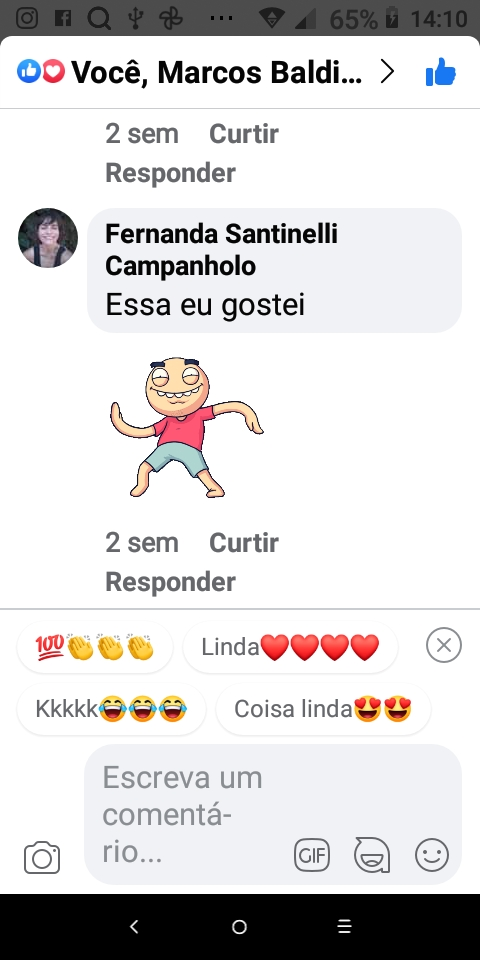 65% 14:10
Você, Marcos Baldi...
2 sem Curtir
Responder
Fernanda Santinelli
Campanholo
Essa eu gostei
2 sem Curtir
Responder
💯👏👏👏 Linda❤️❤️❤️❤️
Kkkkk😂😂😂 Coisa linda😍😍
Escreva um
comentá-
rio...
GIF